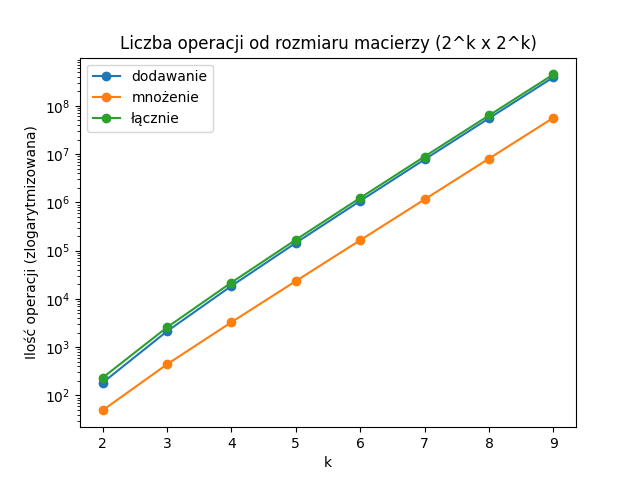 Liczba operacji od rozmiaru macierzy (2^k x 2^k)
dodawanie
mnożenie
łącznie
Ilość operacji (zlogarytmizowana)
10^8
10^7
10^6
10^5
10^4
10^3
10^2
2 3 4 5 6 7 8 9
k